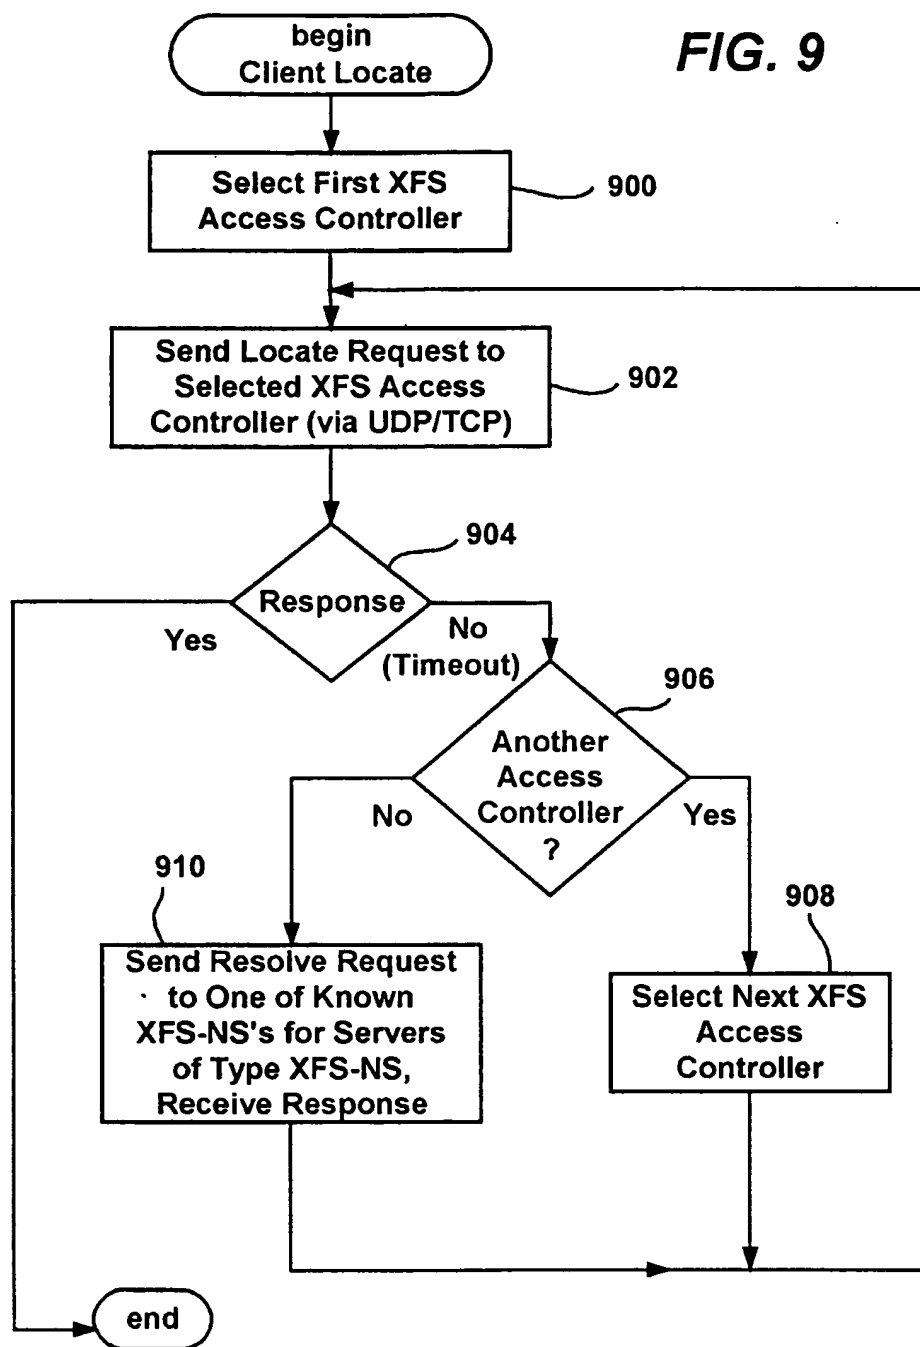 begin
Client Locate
FIG. 9
Select First XFS
Access Controller
900
Send Locate Request to
Selected XFS Access
Controller (via UDP/TCP)
902
904
Response
Yes
No
(Timeout)
906
Another
Access
Controller
?
No
Yes
910
Send Resolve Request
to One of Known
XFS-NS's for Servers
of Type XFS-NS,
Receive Response
908
Select Next XFS
Access
Controller
end